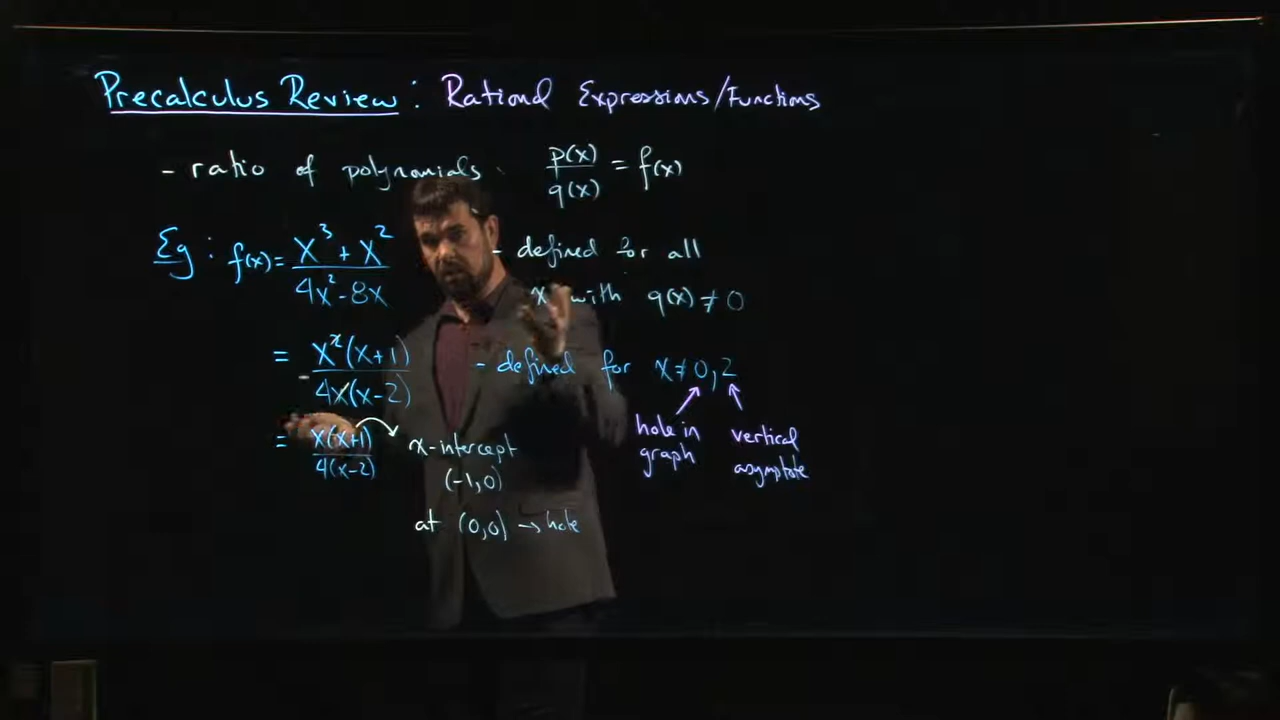 Precalculus Review: Rational Expressions/Functions
- ratio of polynomials. p(x)/q(x) = f(x)
Eg: f(x) = (x³ + x²)/(4x² - 8x) - defined for all
x with q(x) ≠ 0
= x²(x+1)/4x(x-2) - defined for x ≠ 0, 2
= x(x+1)/4(x-2)
x-intercept
(-1,0)
at (0,0) → hole
hole in
graph
vertical
asymptote